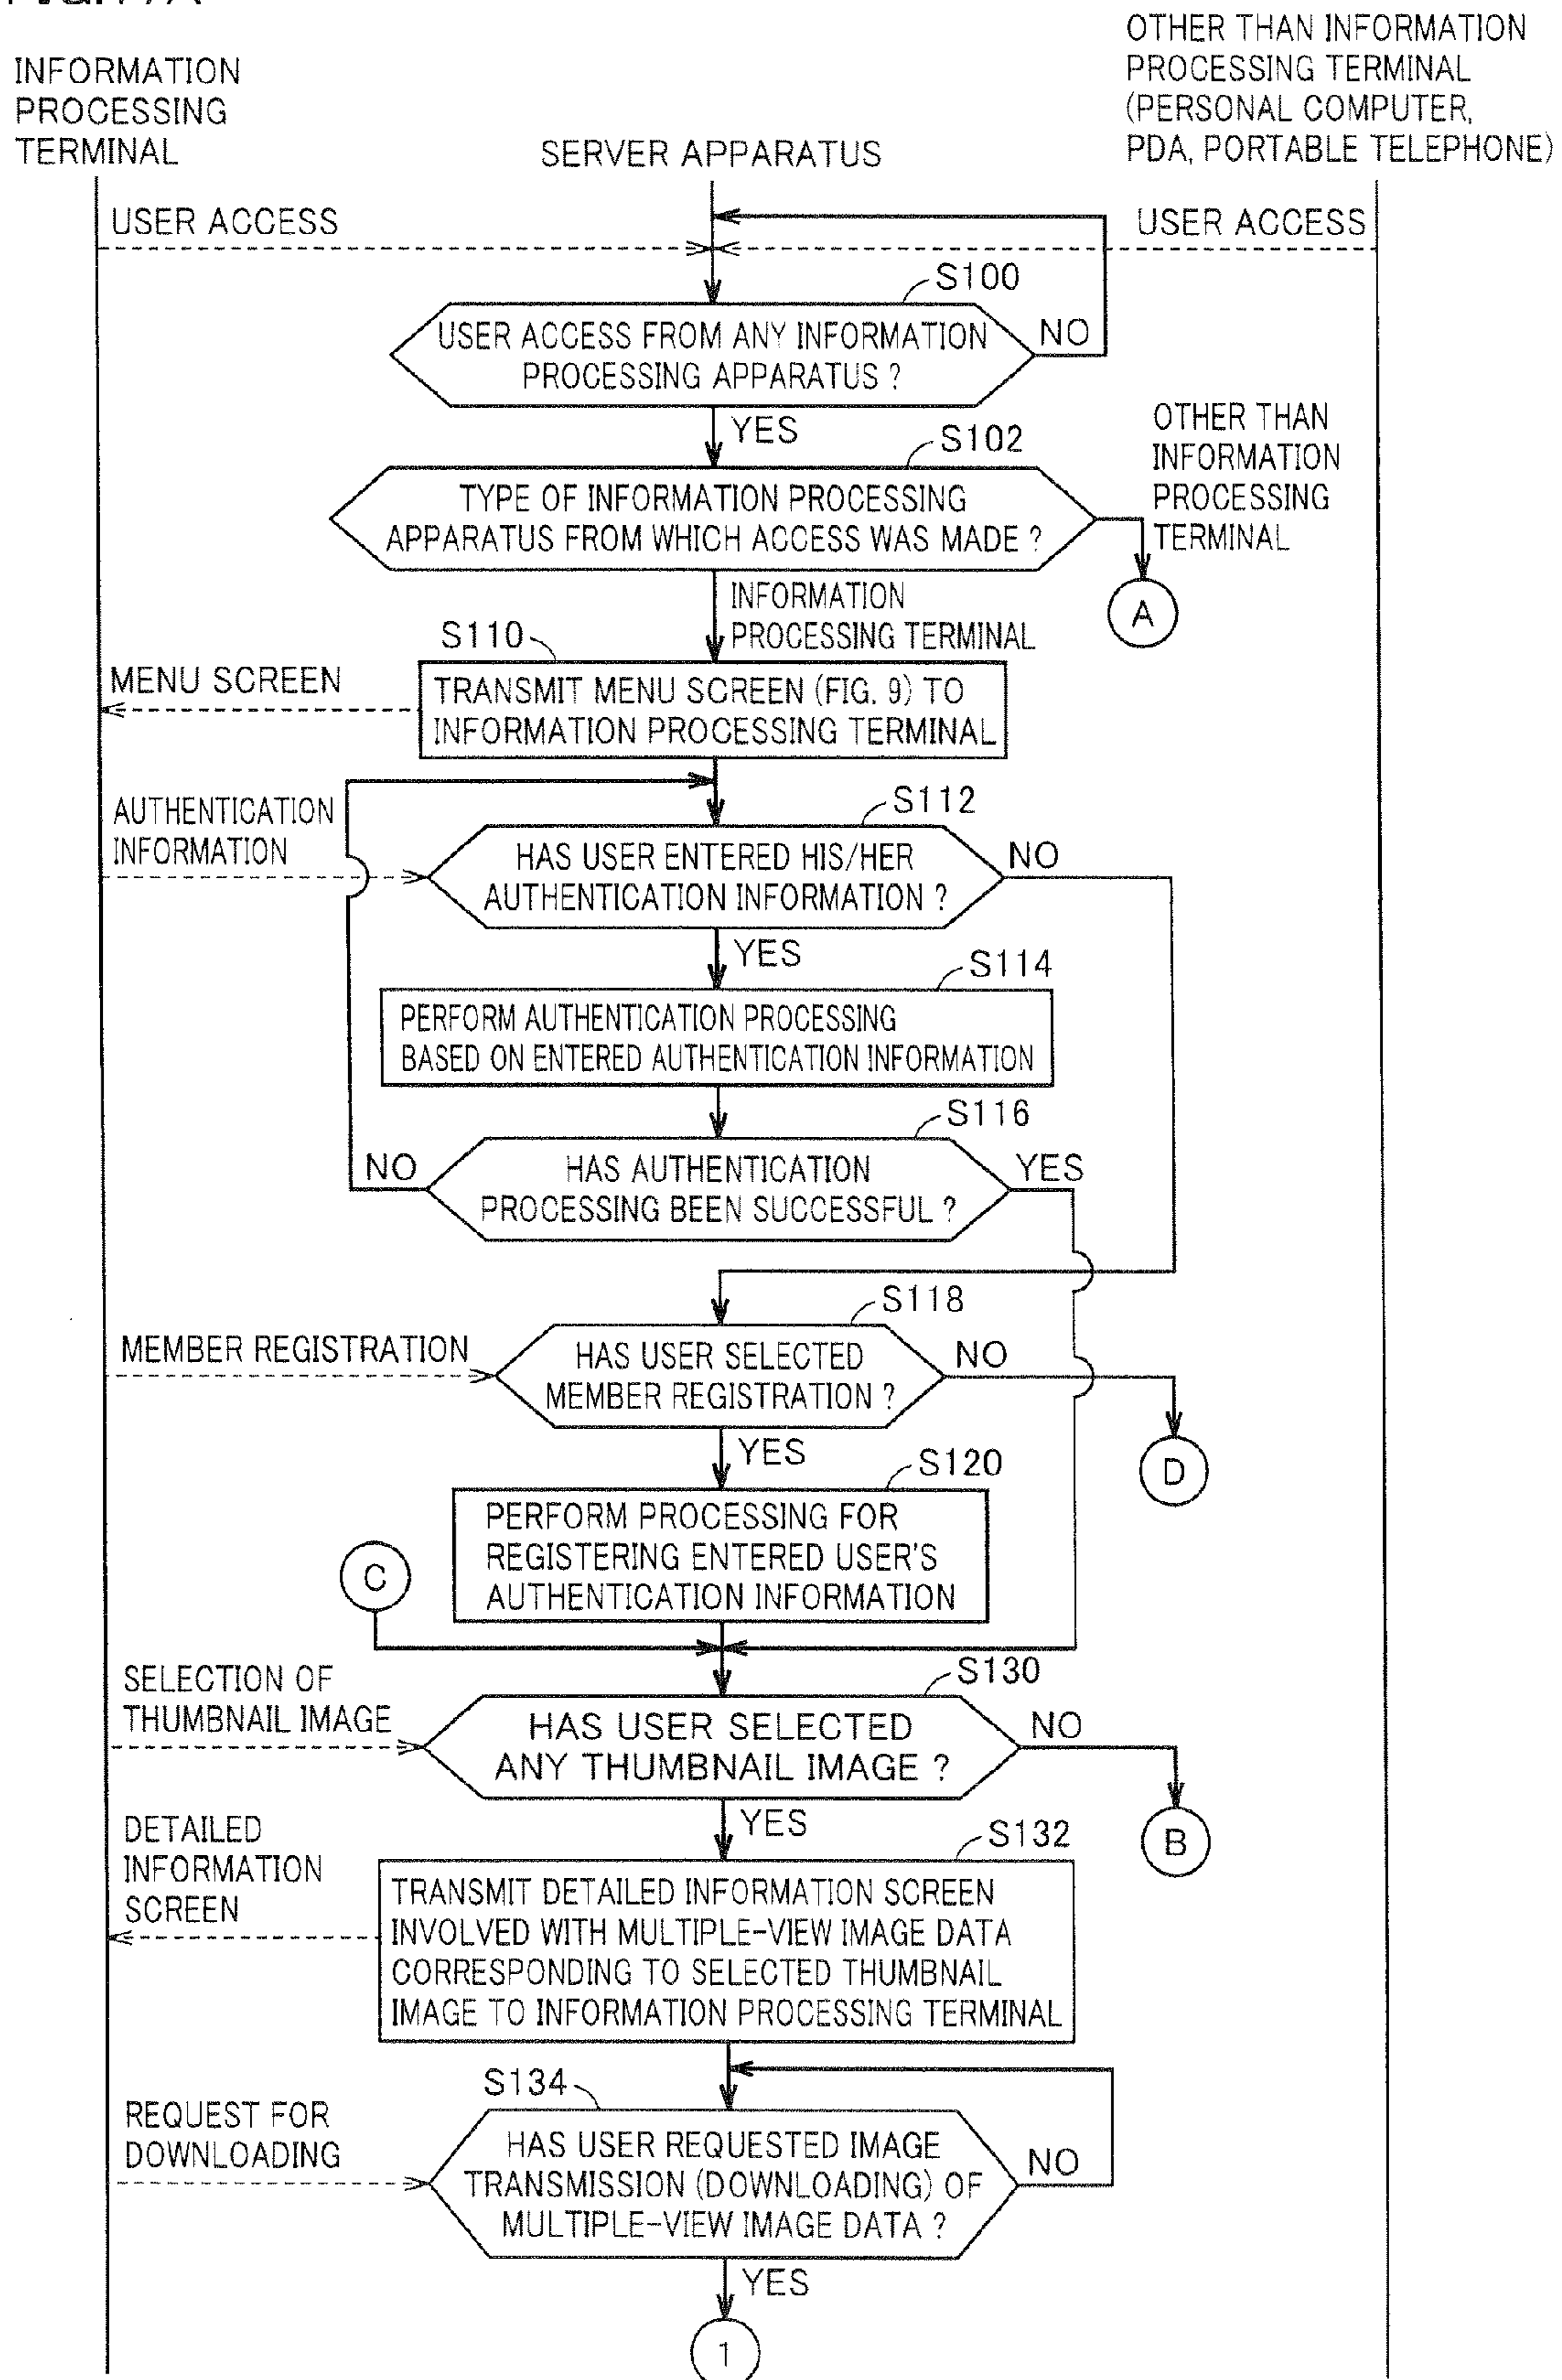 INFORMATION
PROCESSING
TERMINAL
SERVER APPARATUS
OTHER THAN INFORMATION
PROCESSING TERMINAL
(PERSONAL COMPUTER,
PDA, PORTABLE TELEPHONE)
USER ACCESS
USER ACCESS
S100
USER ACCESS FROM ANY INFORMATION
PROCESSING APPARATUS ?
NO
YES
S102
TYPE OF INFORMATION PROCESSING
APPARATUS FROM WHICH ACCESS WAS MADE ?
OTHER THAN
INFORMATION
PROCESSING
TERMINAL
A
INFORMATION
PROCESSING TERMINAL
S110
MENU SCREEN
TRANSMIT MENU SCREEN (FIG. 9) TO
INFORMATION PROCESSING TERMINAL
AUTHENTICATION
INFORMATION
S112
HAS USER ENTERED HIS/HER
AUTHENTICATION INFORMATION ?
NO
YES
S114
PERFORM AUTHENTICATION PROCESSING
BASED ON ENTERED AUTHENTICATION INFORMATION
S116
NO
HAS AUTHENTICATION
PROCESSING BEEN SUCCESSFUL ?
YES
S118
MEMBER REGISTRATION
HAS USER SELECTED
MEMBER REGISTRATION ?
NO
D
YES
S120
PERFORM PROCESSING FOR
REGISTERING ENTERED USER'S
AUTHENTICATION INFORMATION
C
SELECTION OF
THUMBNAIL IMAGE
S130
HAS USER SELECTED
ANY THUMBNAIL IMAGE ?
NO
B
YES
DETAILED
INFORMATION
SCREEN
S132
TRANSMIT DETAILED INFORMATION SCREEN
INVOLVED WITH MULTIPLE-VIEW IMAGE DATA
CORRESPONDING TO SELECTED THUMBNAIL
IMAGE TO INFORMATION PROCESSING TERMINAL
S134
REQUEST FOR
DOWNLOADING
HAS USER REQUESTED IMAGE
TRANSMISSION (DOWNLOADING) OF
MULTIPLE-VIEW IMAGE DATA ?
NO
YES
1